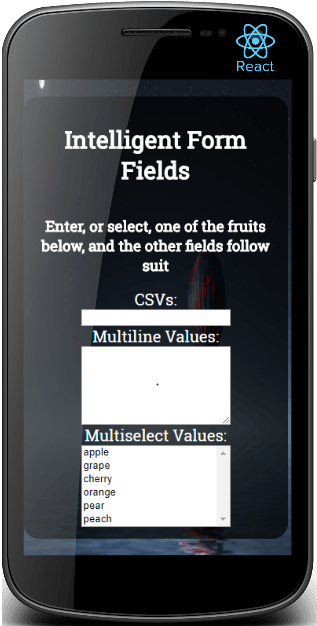 React
Intelligent Form
Fields
Enter, or select, one of the fruits
below, and the other fields follow
suit
CSVs:
Multiline Values:
.
Multiselect Values:
apple
grape
cherry
orange
pear
peach